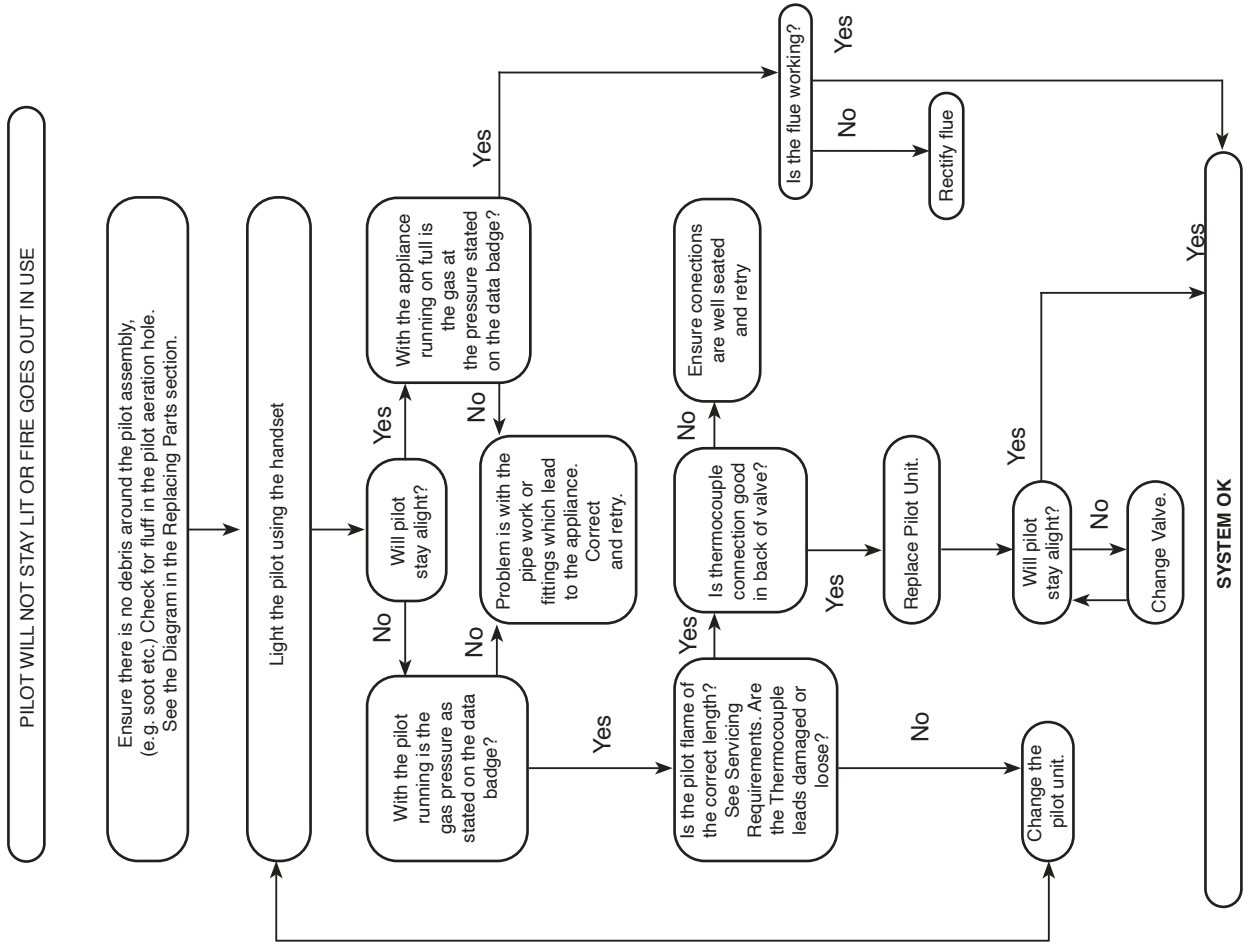 PILOT WILL NOT STAY LIT OR FIRE GOES OUT IN USE
Ensure there is no debris around the pilot assembly,
(e.g. soot etc.) Check for fluff in the pilot aeration hole.
See the Diagram in the Replacing Parts section.
Light the pilot using the handset
Will pilot
stay alight?
No
Yes
With the pilot
running is the
gas pressure as
stated on the data
badge?
With the appliance
running on full is
the gas at
the pressure stated
on the data badge?
No
No
Yes
Problem is with the
pipe work or
fittings which lead
to the appliance.
Correct
and retry.
Yes
Is the pilot flame of
the correct length?
See Servicing
Requirements. Are
the Thermocouple
leads damaged or
loose?
Yes
Is thermocouple
connection good
in back of valve?
No
Ensure conections
are well seated
and retry
Is the flue working?
No
Yes
Rectify flue
No
Yes
Replace Pilot Unit.
Change the
pilot unit.
Will pilot
stay alight?
Yes
No
Change Valve.
Yes
SYSTEM OK